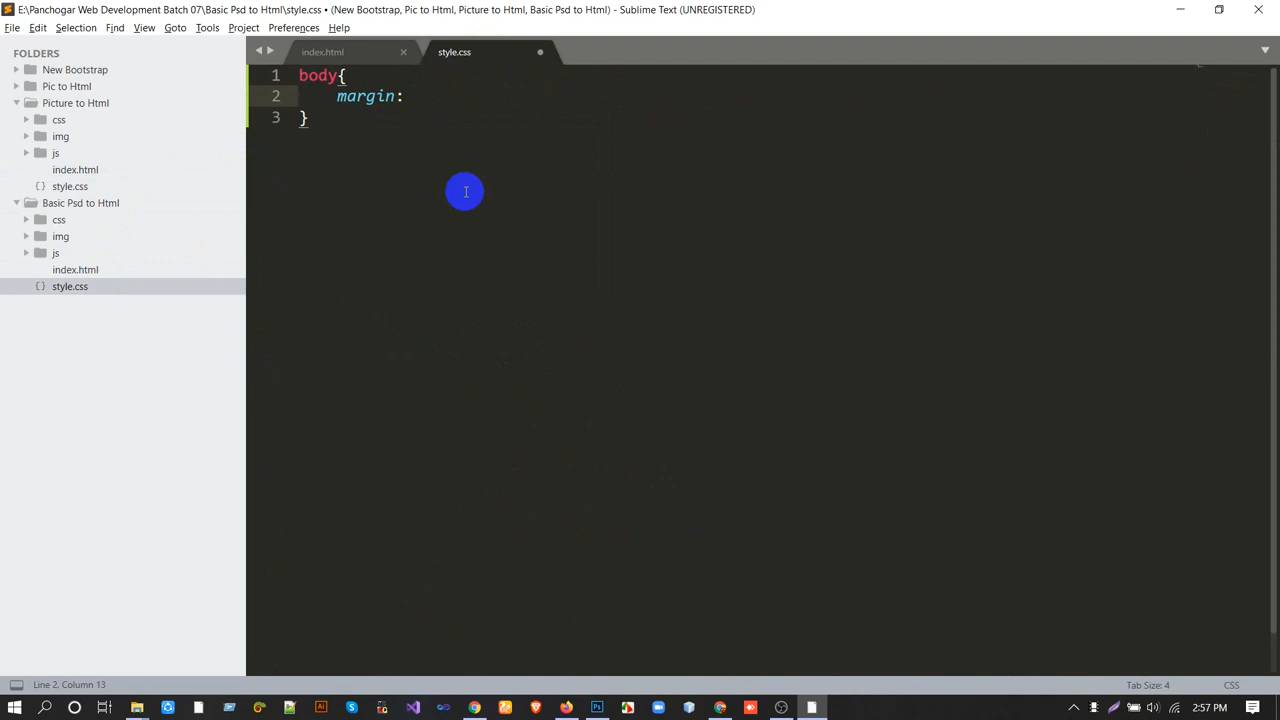 E:\Panchogar Web Development Batch 07\Basic Psd to Html\style.css • (New Bootstrap, Pic to Html, Picture to Html, Basic Psd to Html) - Sublime Text (UNREGISTERED)
File Edit Selection Find View Goto Tools Project Preferences Help
FOLDERS
New Bootstrap
Pic to Html
Picture to Html
css
img
js
index.html
style.css
Basic Psd to Html
css
img
js
index.html
style.css
index.html style.css
1 body{
2 margin:
3 }
Line 2, Column 13 Tab Size: 4 CSS
2:57 PM